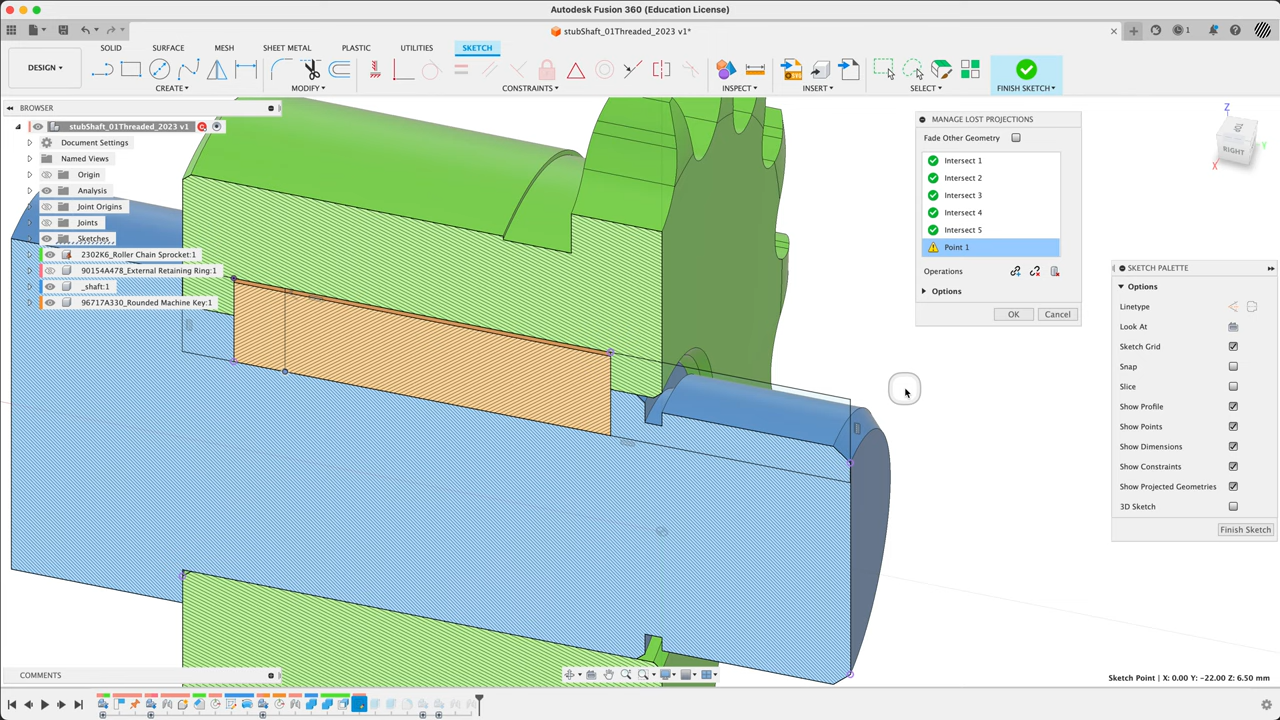 Autodesk Fusion 360 (Education License)
stubShaft_01Threaded_2023 v1*
1
SOLID SURFACE MESH SHEET METAL PLASTIC UTILITIES SKETCH
DESIGN
CREATE MODIFY CONSTRAINTS INSPECT INSERT SELECT FINISH SKETCH
BROWSER
stubShaft_01Threaded_2023 v1
Document Settings
Named Views
Origin
Analysis
Joint Origins
Joints
Sketches
2302K6_Roller Chain Sprocket:1
90154A478_External Retaining Ring:1
_shaft:1
96717A330_Rounded Machine Key:1
MANAGE LOST PROJECTIONS
Fade Other Geometry
Intersect 1
Intersect 2
Intersect 3
Intersect 4
Intersect 5
Point 1
Operations
Options
OK Cancel
Z
RIGHT
Y
X
SKETCH PALETTE
Options
Linetype
Look At
Sketch Grid
Snap
Slice
Show Profile
Show Points
Show Dimensions
Show Constraints
Show Projected Geometries
3D Sketch
Finish Sketch
COMMENTS
Sketch Point | X: 0.00 Y: -22.00 Z: 6.50 mm